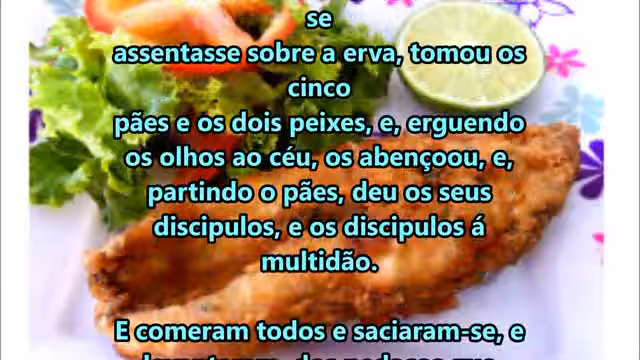 se
assentasse sobre a erva, tomou os
cinco
pães e os dois peixes, e, erguendo
os olhos ao céu, os abençoou, e,
partindo o pães, deu os seus
discipulos, e os discipulos á
multidão.
E comeram todos e saciaram-se, e